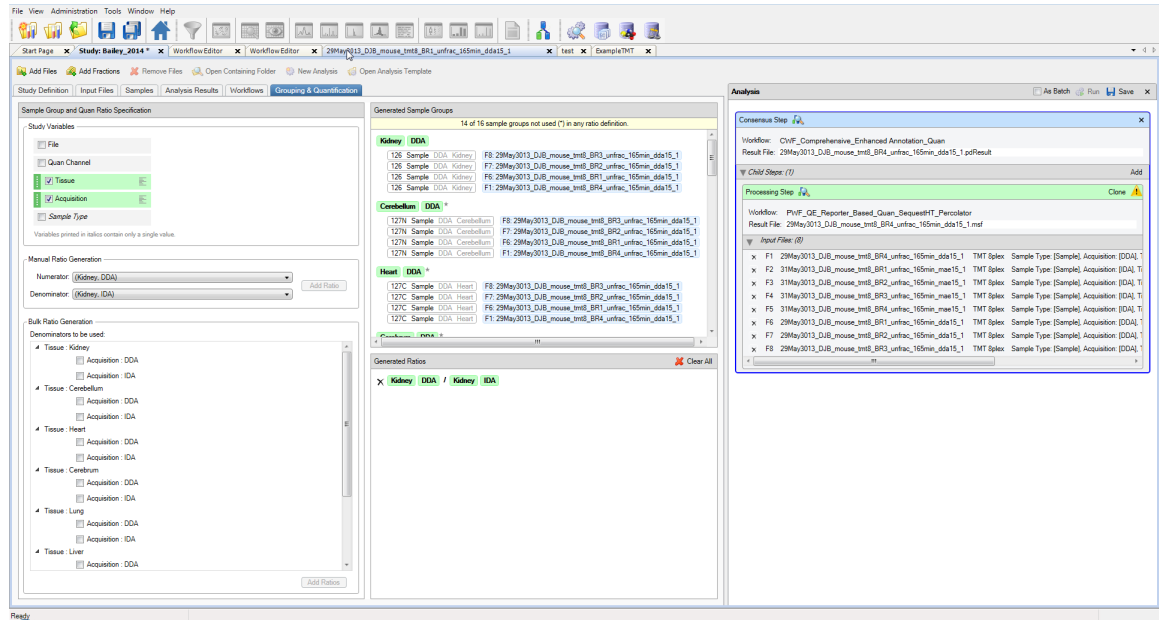 File View Administration Tools Window Help
Start Page x Study: Bailey_2014 * x WorkflowEditor x WorkflowEditor x 29May3013_DJB_mouse_tmt8_BR1_unfrac_165min_dda15_1 x test x ExampleTMT x
Add Files Add Fractions Remove Files Open Containing Folder New Analysis Open Analysis Template
Study Definition Input Files Samples Analysis Results Workflows Grouping & Quantification
Sample Group and Quan Ratio Specification
Study Variables
File
Quan Channel
Tissue
Acquisition
Sample Type
Variables printed in italics contain only a single value.
Manual Ratio Generation
Numerator: (Kidney, DDA)
Denominator: (Kidney, IDA)
Add Ratio
Bulk Ratio Generation
Denominators to be used:
Tissue : Kidney
Acquisition : DDA
Acquisition : IDA
Tissue : Cerebellum
Acquisition : DDA
Acquisition : IDA
Tissue : Heart
Acquisition : DDA
Acquisition : IDA
Tissue : Cerebrum
Acquisition : DDA
Acquisition : IDA
Tissue : Lung
Acquisition : DDA
Acquisition : IDA
Tissue : Liver
Acquisition : DDA
Add Ratios
Generated Sample Groups
14 of 16 sample groups not used (*) in any ratio definition.
Kidney DDA
126 Sample DDA Kidney F8: 29May3013_DJB_mouse_tmt8_BR3_unfrac_165min_dda15_1
126 Sample DDA Kidney F7: 29May3013_DJB_mouse_tmt8_BR2_unfrac_165min_dda15_1
126 Sample DDA Kidney F6: 29May3013_DJB_mouse_tmt8_BR1_unfrac_165min_dda15_1
126 Sample DDA Kidney F1: 29May3013_DJB_mouse_tmt8_BR4_unfrac_165min_dda15_1
Cerebellum DDA *
127N Sample DDA Cerebellum F8: 29May3013_DJB_mouse_tmt8_BR3_unfrac_165min_dda15_1
127N Sample DDA Cerebellum F7: 29May3013_DJB_mouse_tmt8_BR2_unfrac_165min_dda15_1
127N Sample DDA Cerebellum F6: 29May3013_DJB_mouse_tmt8_BR1_unfrac_165min_dda15_1
127N Sample DDA Cerebellum F1: 29May3013_DJB_mouse_tmt8_BR4_unfrac_165min_dda15_1
Heart DDA *
127C Sample DDA Heart F8: 29May3013_DJB_mouse_tmt8_BR3_unfrac_165min_dda15_1
127C Sample DDA Heart F7: 29May3013_DJB_mouse_tmt8_BR2_unfrac_165min_dda15_1
127C Sample DDA Heart F6: 29May3013_DJB_mouse_tmt8_BR1_unfrac_165min_dda15_1
127C Sample DDA Heart F1: 29May3013_DJB_mouse_tmt8_BR4_unfrac_165min_dda15_1
Cerebrum DDA *
Generated Ratios Clear All
x Kidney DDA / Kidney IDA
Analysis As Batch Run Save x
Consensus Step x
Workflow: CWF_Comprehensive_Enhanced Annotation_Quan
Result File: 29May3013_DJB_mouse_tmt8_BR4_unfrac_165min_dda15_1.pdResult
Child Steps: (1) Add
Processing Step Clone
Workflow: PWF_QE_Reporter_Based_Quan_SequestHT_Percolator
Result File: 29May3013_DJB_mouse_tmt8_BR4_unfrac_165min_dda15_1.msf
Input Files: (8)
x F1 29May3013_DJB_mouse_tmt8_BR4_unfrac_165min_dda15_1 TMT 8plex Sample Type: [Sample], Acquisition: [DDA], T
x F2 31May3013_DJB_mouse_tmt8_BR1_unfrac_165min_mae15_1 TMT 8plex Sample Type: [Sample], Acquisition: [IDA], Ti
x F3 31May3013_DJB_mouse_tmt8_BR2_unfrac_165min_mae15_1 TMT 8plex Sample Type: [Sample], Acquisition: [IDA], Ti
x F4 31May3013_DJB_mouse_tmt8_BR3_unfrac_165min_mae15_1 TMT 8plex Sample Type: [Sample], Acquisition: [IDA], Ti
x F5 31May3013_DJB_mouse_tmt8_BR4_unfrac_165min_mae15_1 TMT 8plex Sample Type: [Sample], Acquisition: [IDA], Ti
x F6 29May3013_DJB_mouse_tmt8_BR1_unfrac_165min_dda15_1 TMT 8plex Sample Type: [Sample], Acquisition: [DDA], T
x F7 29May3013_DJB_mouse_tmt8_BR2_unfrac_165min_dda15_1 TMT 8plex Sample Type: [Sample], Acquisition: [DDA], T
x F8 29May3013_DJB_mouse_tmt8_BR3_unfrac_165min_dda15_1 TMT 8plex Sample Type: [Sample], Acquisition: [DDA], T
Ready